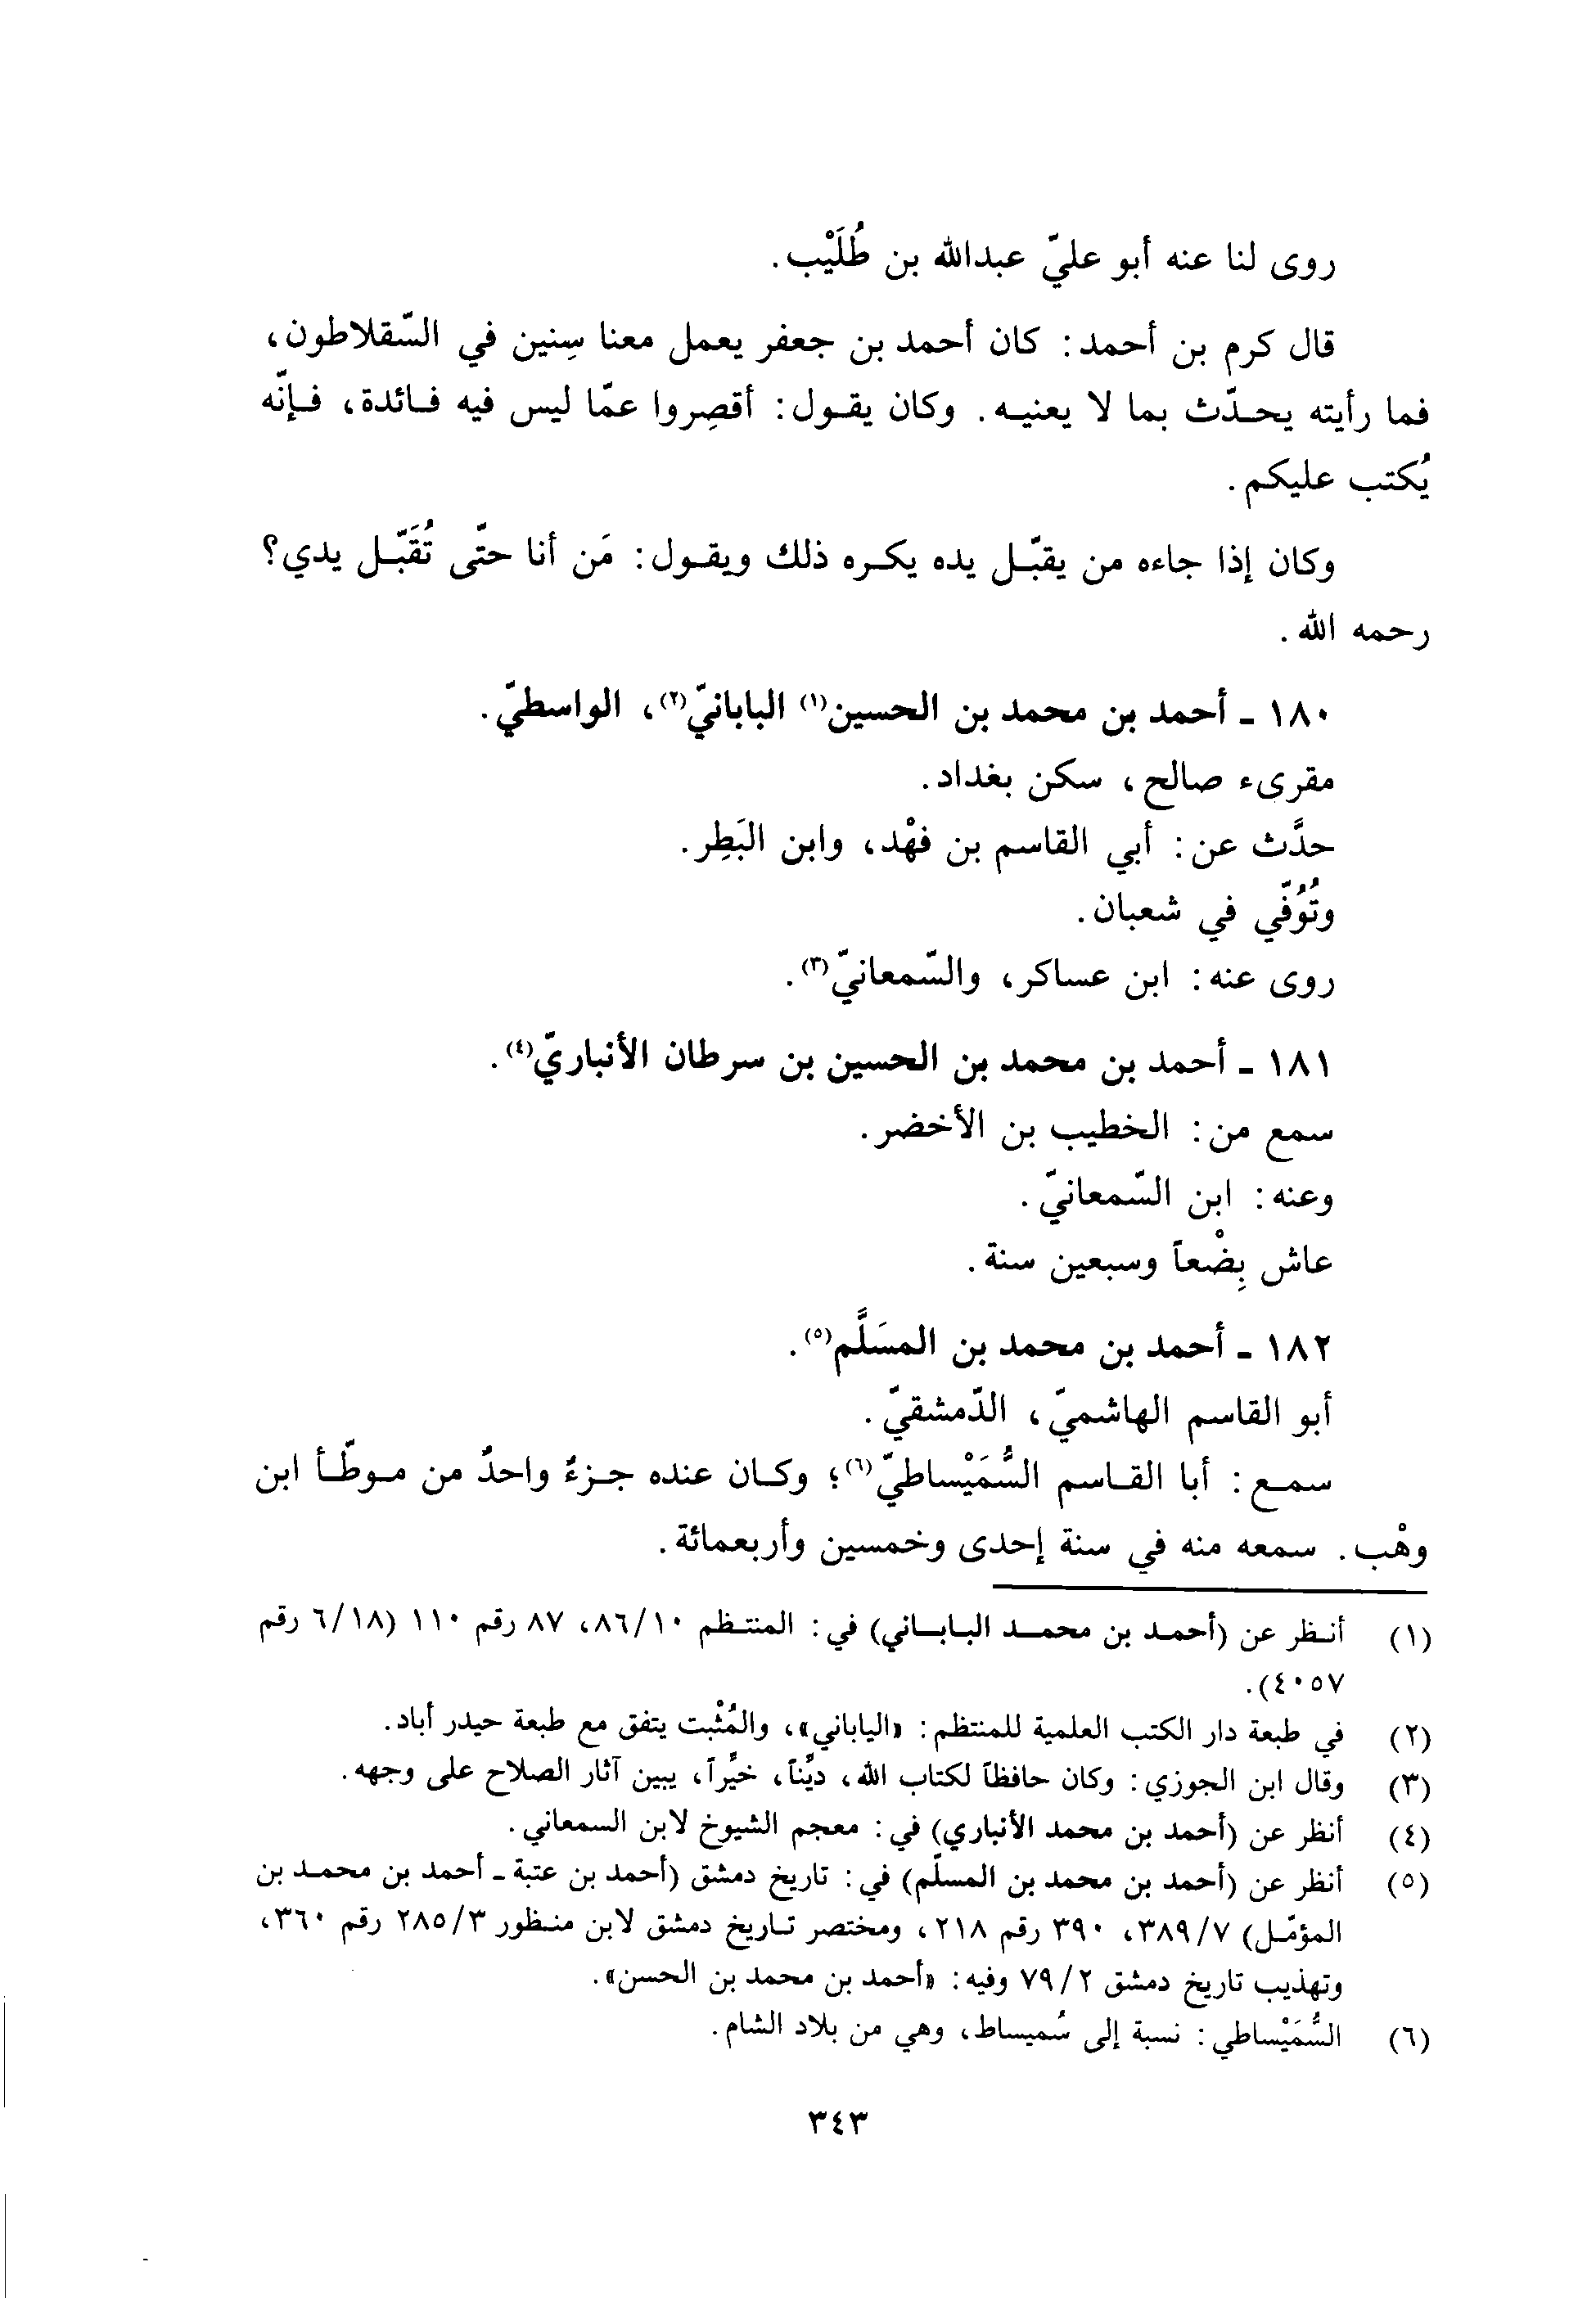 روى لنا عنه أبو عليّ عبدالله بن طُلَيْب.
قال كرم بن أحمد: كان أحمد بن جعفر يعمل معنا سِنين في السّقلاطون،
فما رأيته يحدّث بما لا يعنيه. وكان يقول: أقصِروا عمّا ليس فيه فائدة، فإنّه
يُكتب عليكم.
وكان إذا جاءه من يقبّل يده يكره ذلك ويقول: مَن أنا حتّى تُقَبّل يدي؟
رحمه الله.
١٨٠ - أحمد بن محمد بن الحسين(١) البابانيّ(٢)، الواسطيّ.
مقرىء صالح، سكن بغداد.
حدَّث عن: أبي القاسم بن فهْد، وابن البَطِر.
وتُوُفّي في شعبان.
روى عنه: ابن عساكر، والسّمعانيّ(٣).
١٨١ - أحمد بن محمد بن الحسين بن سرطان الأنباريّ(٤).
سمع من: الخطيب بن الأخضر.
وعنه: ابن السّمعانيّ.
عاش بِضْعاً وسبعين سنة.
١٨٢ - أحمد بن محمد بن المسَلَّم(٥).
أبو القاسم الهاشميّ، الدّمشقيّ.
سمع: أبا القاسم السُّمَيْساطيّ(٦)؛ وكان عنده جزءٌ واحدٌ من موطّأ ابن
وهْب. سمعه منه في سنة إحدى وخمسين وأربعمائة.
(١) أنظر عن (أحمد بن محمد الباباني) في: المنتظم ٨٦/١٠، ٨٧ رقم ١١٠ (٦/١٨ رقم
٤٠٥٧).
(٢) في طبعة دار الكتب العلمية للمنتظم: «الياباني»، والمُثْبت يتفق مع طبعة حيدر أباد.
(٣) وقال ابن الجوزي: وكان حافظاً لكتاب الله، ديِّناً، خيِّراً، يبين آثار الصلاح على وجهه.
(٤) أنظر عن (أحمد بن محمد الأنباري) في: معجم الشيوخ لابن السمعاني.
(٥) أنظر عن (أحمد بن محمد بن المسلّم) في: تاريخ دمشق (أحمد بن عتبة - أحمد بن محمد بن
المؤمّل) ٣٨٩/٧، ٣٩٠ رقم ٢١٨، ومختصر تاريخ دمشق لابن منظور ٢٨٥/٣ رقم ٣٦٠،
وتهذيب تاريخ دمشق ٧٩/٢ وفيه: «أحمد بن محمد بن الحسن».
(٦) السُّمَيْساطي: نسبة إلى سُميساط، وهي من بلاد الشام.
٣٤٣